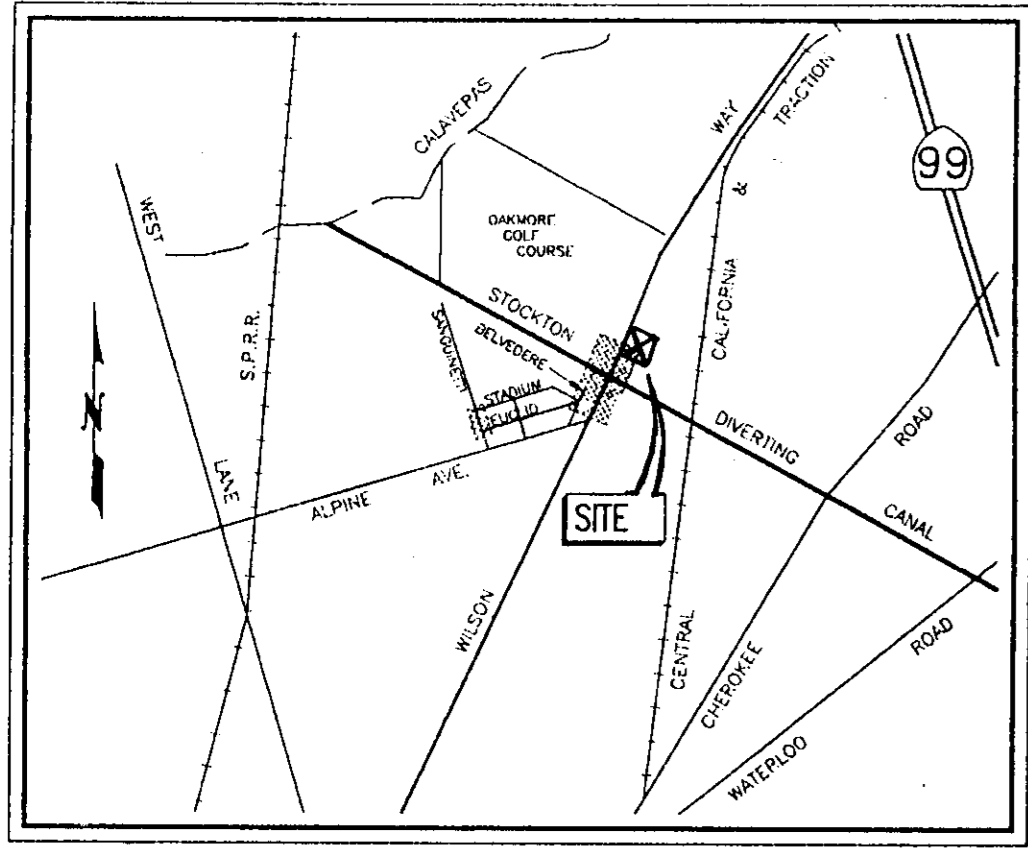 CALAVEPAS
WAY
TRACTION
&
99
WEST
OAKMORE
GOLF
COURSE
STOCKTON
CALIFORNIA
S.P.R.R.
SANGUINETTI
BELVEDERE
STADIUM
EUCLID
DIVERTING
ROAD
LANE
AVE.
ALPINE
CANAL
SITE
WILSON
CENTRAL
CHEROKEE
ROAD
WATERLOO
N